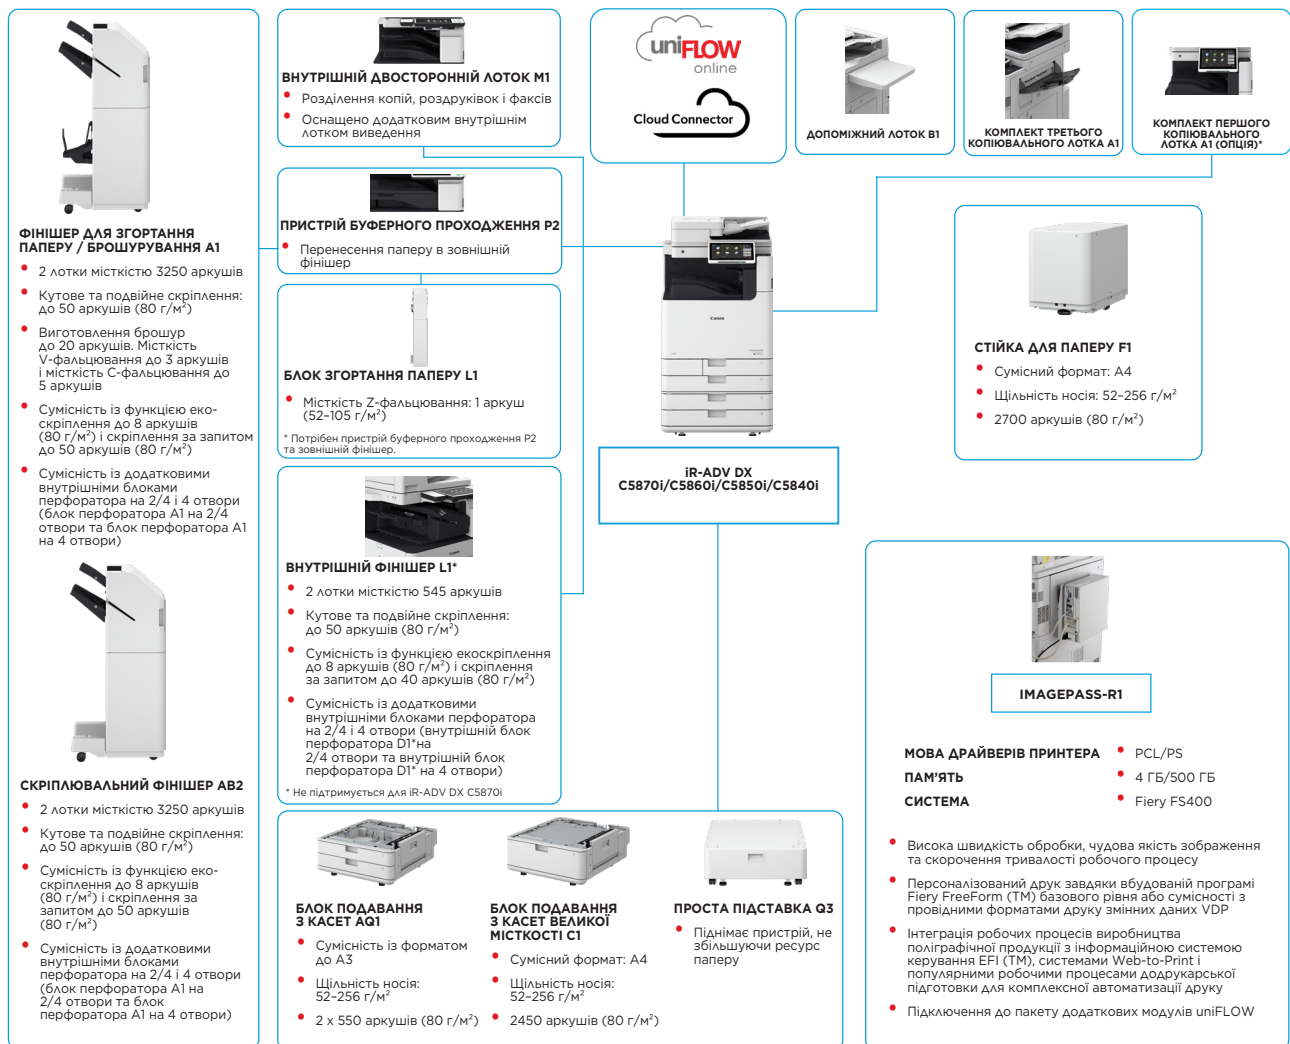 ФІНІШЕР ДЛЯ ЗГОРТАННЯ
ПАПЕРУ / БРОШУРУВАННЯ A1
• 2 лотки місткістю 3250 аркушів
• Кутове та подвійне скріплення:
до 50 аркушів (80 г/м²)
• Виготовлення брошур
до 20 аркушів. Місткість
V-фальцювання до 3 аркушів
і місткість C-фальцювання до
5 аркушів
• Сумісність із функцією еко-
скріплення до 8 аркушів
(80 г/м²) і скріплення за запитом
до 50 аркушів (80 г/м²)
• Сумісність із додатковими
внутрішніми блоками
перфоратора на 2/4 і 4 отвори
(блок перфоратора A1 на 2/4
отвори та блок перфоратора A1
на 4 отвори)
СКРІПЛЮВАЛЬНИЙ ФІНІШЕР AB2
• 2 лотки місткістю 3250 аркушів
• Кутове та подвійне скріплення:
до 50 аркушів (80 г/м²)
• Сумісність із функцією еко-
скріплення до 8 аркушів
(80 г/м²) і скріплення за
запитом до 50 аркушів
(80 г/м²)
• Сумісність із додатковими
внутрішніми блоками
перфоратора на 2/4 і 4 отвори
(блок перфоратора A1 на
2/4 отвори та блок
перфоратора A1 на 4 отвори)
ВНУТРІШНІЙ ДВОСТОРОННІЙ ЛОТОК M1
• Розділення копій, роздруківок і факсів
• Оснащено додатковим внутрішнім
лотком виведення
ПРИСТРІЙ БУФЕРНОГО ПРОХОДЖЕННЯ P2
• Перенесення паперу в зовнішній
фінішер
БЛОК ЗГОРТАННЯ ПАПЕРУ L1
• Місткість Z-фальцювання: 1 аркуш
(52–105 г/м²)
* Потрібен пристрій буферного проходження P2
та зовнішній фінішер.
ВНУТРІШНІЙ ФІНІШЕР L1*
• 2 лотки місткістю 545 аркушів
• Кутове та подвійне скріплення:
до 50 аркушів (80 г/м²)
• Сумісність із функцією екоскріплення
до 8 аркушів (80 г/м²) і скріплення
за запитом до 40 аркушів (80 г/м²)
• Сумісність із додатковими
внутрішніми блоками перфоратора
на 2/4 і 4 отвори (внутрішній блок
перфоратора D1*на
2/4 отвори та внутрішній блок
перфоратора D1* на 4 отвори)
* Не підтримується для iR-ADV DX C5870i
uniFLOW
online
Cloud Connector
Canon
iR-ADV DX
C5870i/C5860i/C5850i/C5840i
ДОПОМІЖНИЙ ЛОТОК B1
КОМПЛЕКТ ТРЕТЬОГО
КОПІЮВАЛЬНОГО ЛОТКА A1
КОМПЛЕКТ ПЕРШОГО
КОПІЮВАЛЬНОГО
ЛОТКА A1 (ОПЦІЯ)*
СТІЙКА ДЛЯ ПАПЕРУ F1
• Сумісний формат: A4
• Щільність носія: 52–256 г/м²
• 2700 аркушів (80 г/м²)
БЛОК ПОДАВАННЯ
З КАСЕТ AQ1
• Сумісність із форматом
до A3
• Щільність носія:
52–256 г/м²
• 2 x 550 аркушів (80 г/м²)
БЛОК ПОДАВАННЯ
З КАСЕТ ВЕЛИКОЇ
МІСТКОСТІ C1
• Сумісний формат: A4
• Щільність носія:
52–256 г/м²
• 2450 аркушів (80 г/м²)
ПРОСТА ПІДСТАВКА Q3
• Піднімає пристрій, не
збільшуючи ресурс
паперу
IMAGEPASS-R1
МОВА ДРАЙВЕРІВ ПРИНТЕРА • PCL/PS
ПАМ'ЯТЬ • 4 ГБ/500 ГБ
СИСТЕМА • Fiery FS400
• Висока швидкість обробки, чудова якість зображення
та скорочення тривалості робочого процесу
• Персоналізований друк завдяки вбудованій програмі
Fiery FreeForm (TM) базового рівня або сумісності з
провідними форматами друку змінних даних VDP
• Інтеграція робочих процесів виробництва
поліграфічної продукції з інформаційною системою
керування EFI (TM), системами Web-to-Print і
популярними робочими процесами додрукарської
підготовки для комплексної автоматизації друку
• Підключення до пакету додаткових модулів uniFLOW